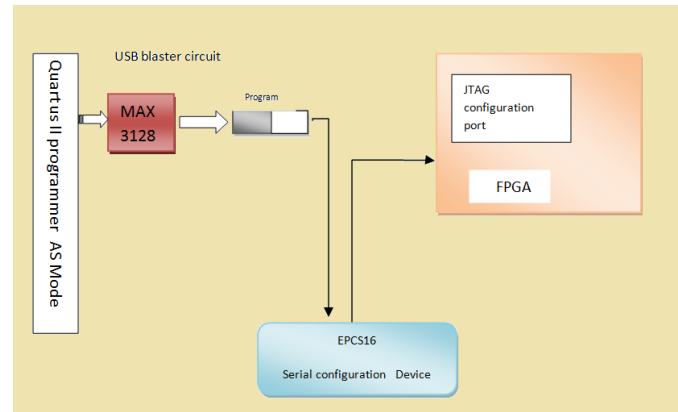 USB blaster circuit
Quartus II programmer AS Mode
MAX
3128
Program
JTAG
configuration
port
FPGA
EPCS16
Serial configuration Device